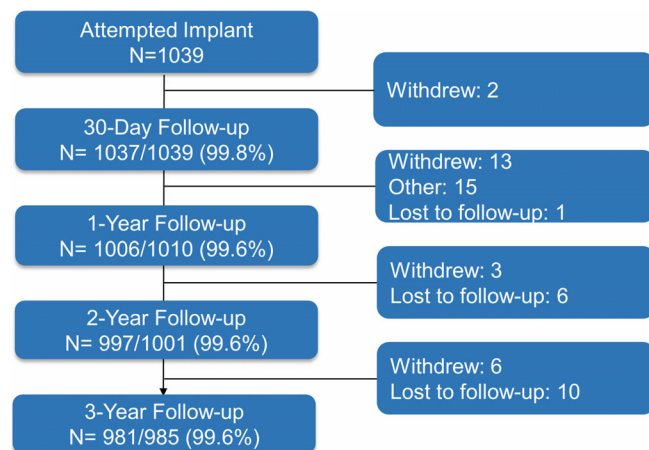 Attempted Implant
N=1039
Withdrew: 2
30-Day Follow-up
N= 1037/1039 (99.8%)
Withdrew: 13
Other: 15
Lost to follow-up: 1
1-Year Follow-up
N= 1006/1010 (99.6%)
Withdrew: 3
Lost to follow-up: 6
2-Year Follow-up
N= 997/1001 (99.6%)
Withdrew: 6
Lost to follow-up: 10
3-Year Follow-up
N= 981/985 (99.6%)